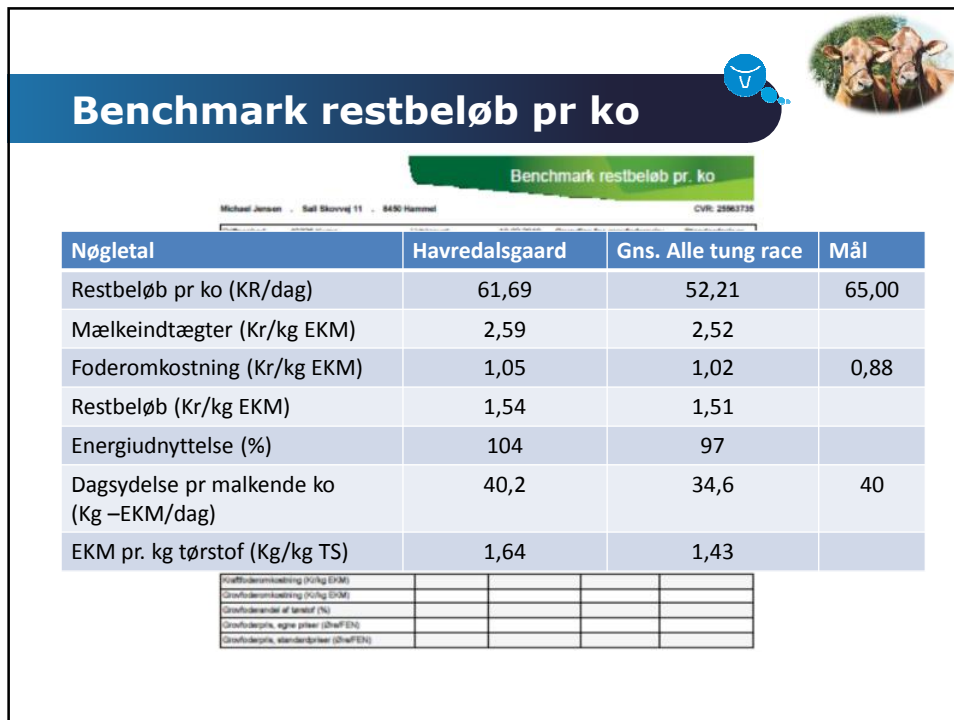 Benchmark restbeløb pr ko
Benchmark restbeløb pr. ko
Michael Jensen . Sall Skovvej 11 . 8450 Hammel CVR: 25563735
Nøgletal Havredalsgaard Gns. Alle tung race Mål
Restbeløb pr ko (KR/dag) 61,69 52,21 65,00
Mælkeindtægter (Kr/kg EKM) 2,59 2,52
Foderomkostning (Kr/kg EKM) 1,05 1,02 0,88
Restbeløb (Kr/kg EKM) 1,54 1,51
Energiudnyttelse (%) 104 97
Dagsydelse pr malkende ko 40,2 34,6 40
(Kg –EKM/dag)
EKM pr. kg tørstof (Kg/kg TS) 1,64 1,43
Kraftfoderomkostning (Kr/kg EKM)
Grovfoderomkostning (Kr/kg EKM)
Grovfoderandel af tørstof (%)
Grovfoderpris, egne priser (Øre/FEN)
Grovfoderpris, standardpriser (Øre/FEN)